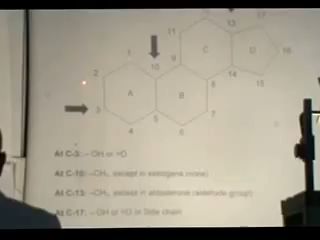 17
11
13
C
D
16
1
9
2
10
14
8
15
A
B
3
7
5
4
6
At C-3: - OH or =O
At C-10: -CH₃, except in estrogens (none)
At C-13: -CH₃, except in aldosterone (aldehyde group)
At C-17: - OH or =O or Side chain